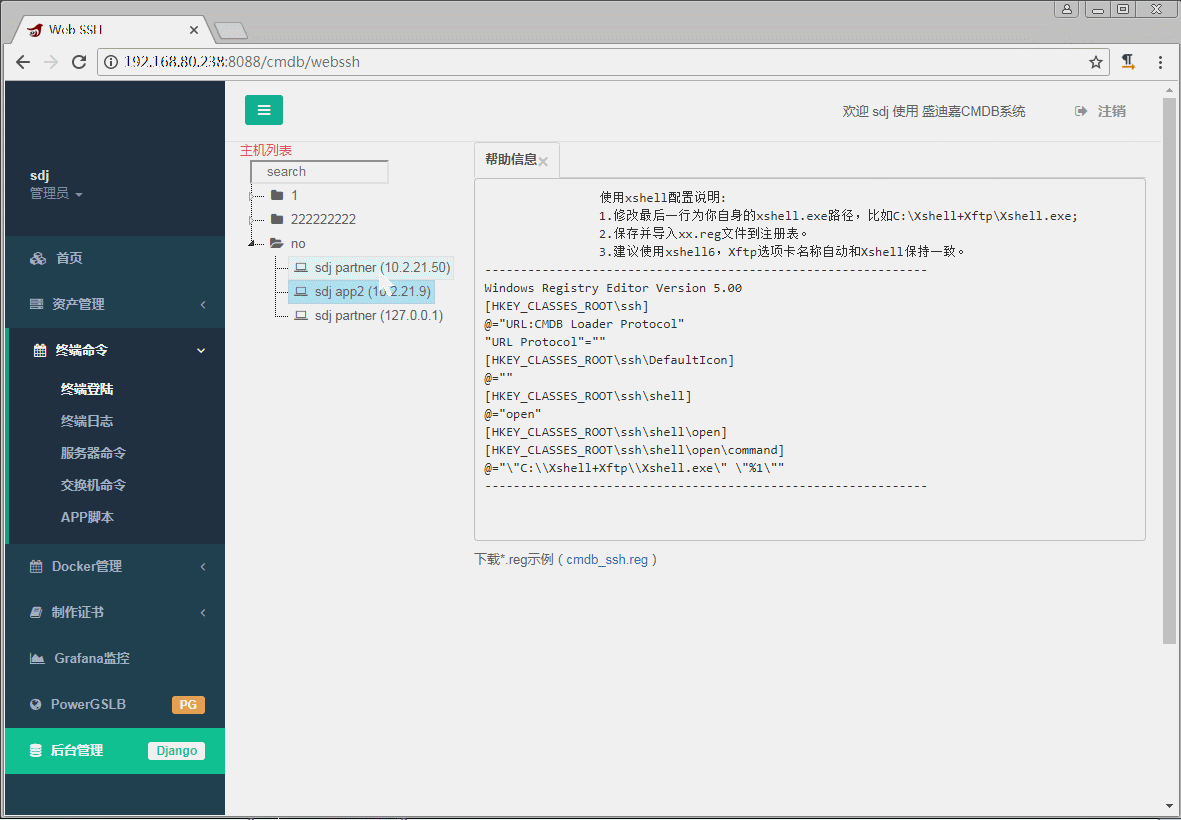 Web SSH
192.168.80.238:8088/cmdb/webssh
欢迎 sdj 使用 盛迪嘉CMDB系统
注销
sdj
管理员
首页
资产管理
终端命令
终端登陆
终端日志
服务器命令
交换机命令
APP脚本
Docker管理
制作证书
Grafana监控
PowerGSLB PG
后台管理 Django
主机列表
search
1
222222222
no
sdj partner (10.2.21.50)
sdj app2 (10.2.21.9)
sdj partner (127.0.0.1)
帮助信息
使用xshell配置说明:
1.修改最后一行为你自身的xshell.exe路径，比如C:\Xshell+Xftp\Xshell.exe;
2.保存并导入xx.reg文件到注册表。
3.建议使用xshell6，Xftp选项卡名称自动和Xshell保持一致。
--------------------------------------------------------------
Windows Registry Editor Version 5.00
[HKEY_CLASSES_ROOT\ssh]
@="URL:CMDB Loader Protocol"
"URL Protocol"=""
[HKEY_CLASSES_ROOT\ssh\DefaultIcon]
@=""
[HKEY_CLASSES_ROOT\ssh\shell]
@="open"
[HKEY_CLASSES_ROOT\ssh\shell\open]
[HKEY_CLASSES_ROOT\ssh\shell\open\command]
@="\"C:\\Xshell+Xftp\\Xshell.exe\" \"%1\""
--------------------------------------------------------------
下载*.reg示例 ( cmdb_ssh.reg )